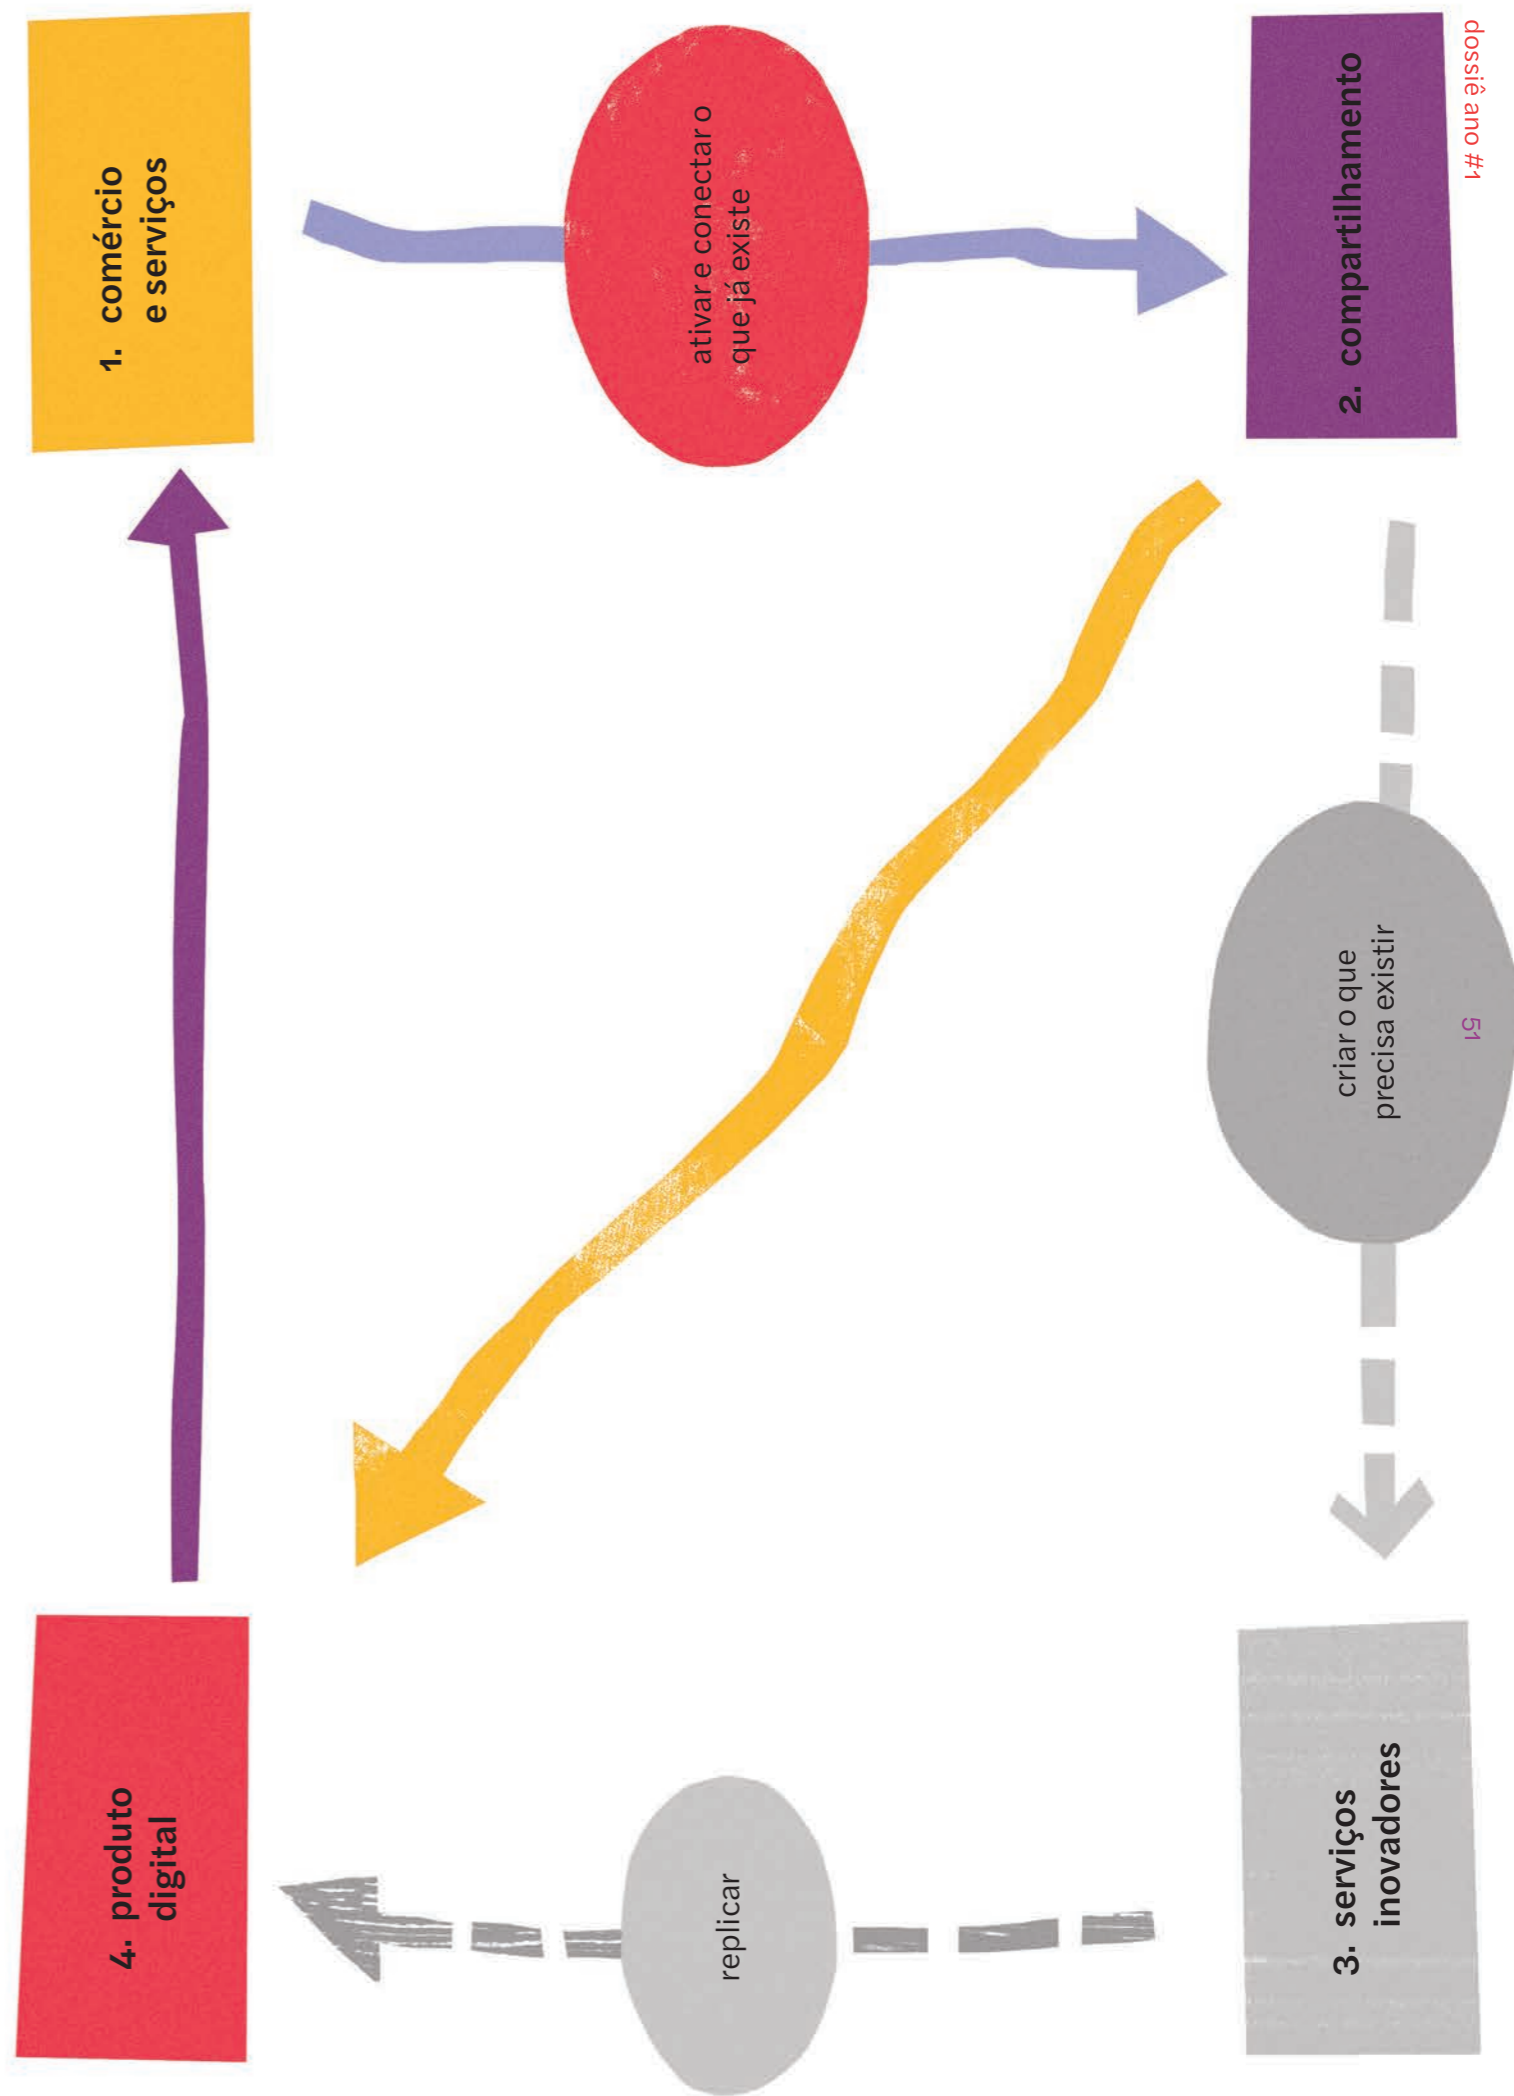 dossiê ano #1
1. comércio
e serviços
ativar e conectar o
que já existe
2. compartilhamento
criar o que
precisa existir
3. serviços
inovadores
replicar
4. produto
digital
51